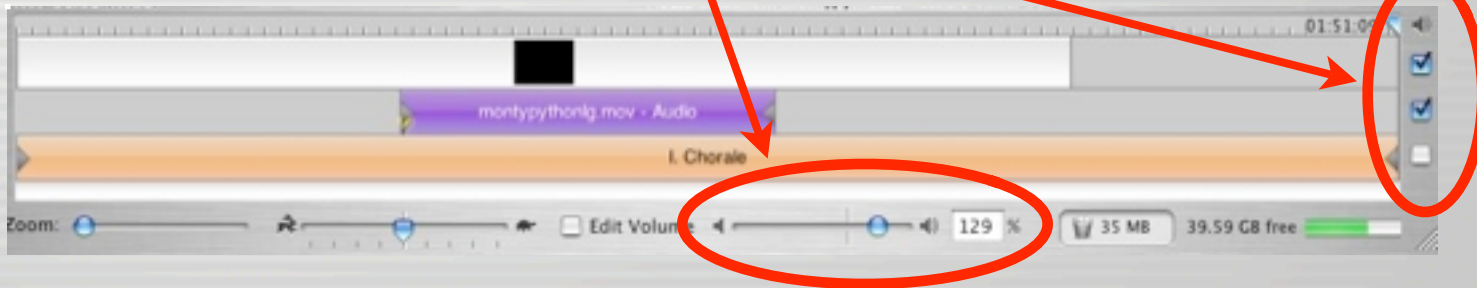 01:51:09
montypythonlg.mov - Audio
I. Chorale
Zoom: Edit Volume 129 % 35 MB 39.59 GB free